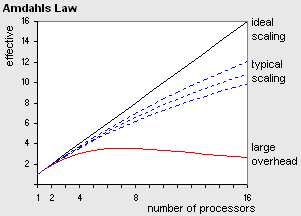 Amdahls Law
effective
16
14
12
10
8
6
4
2
ideal
scaling
typical
scaling
large
overhead
1 2 4 8 16
number of processors